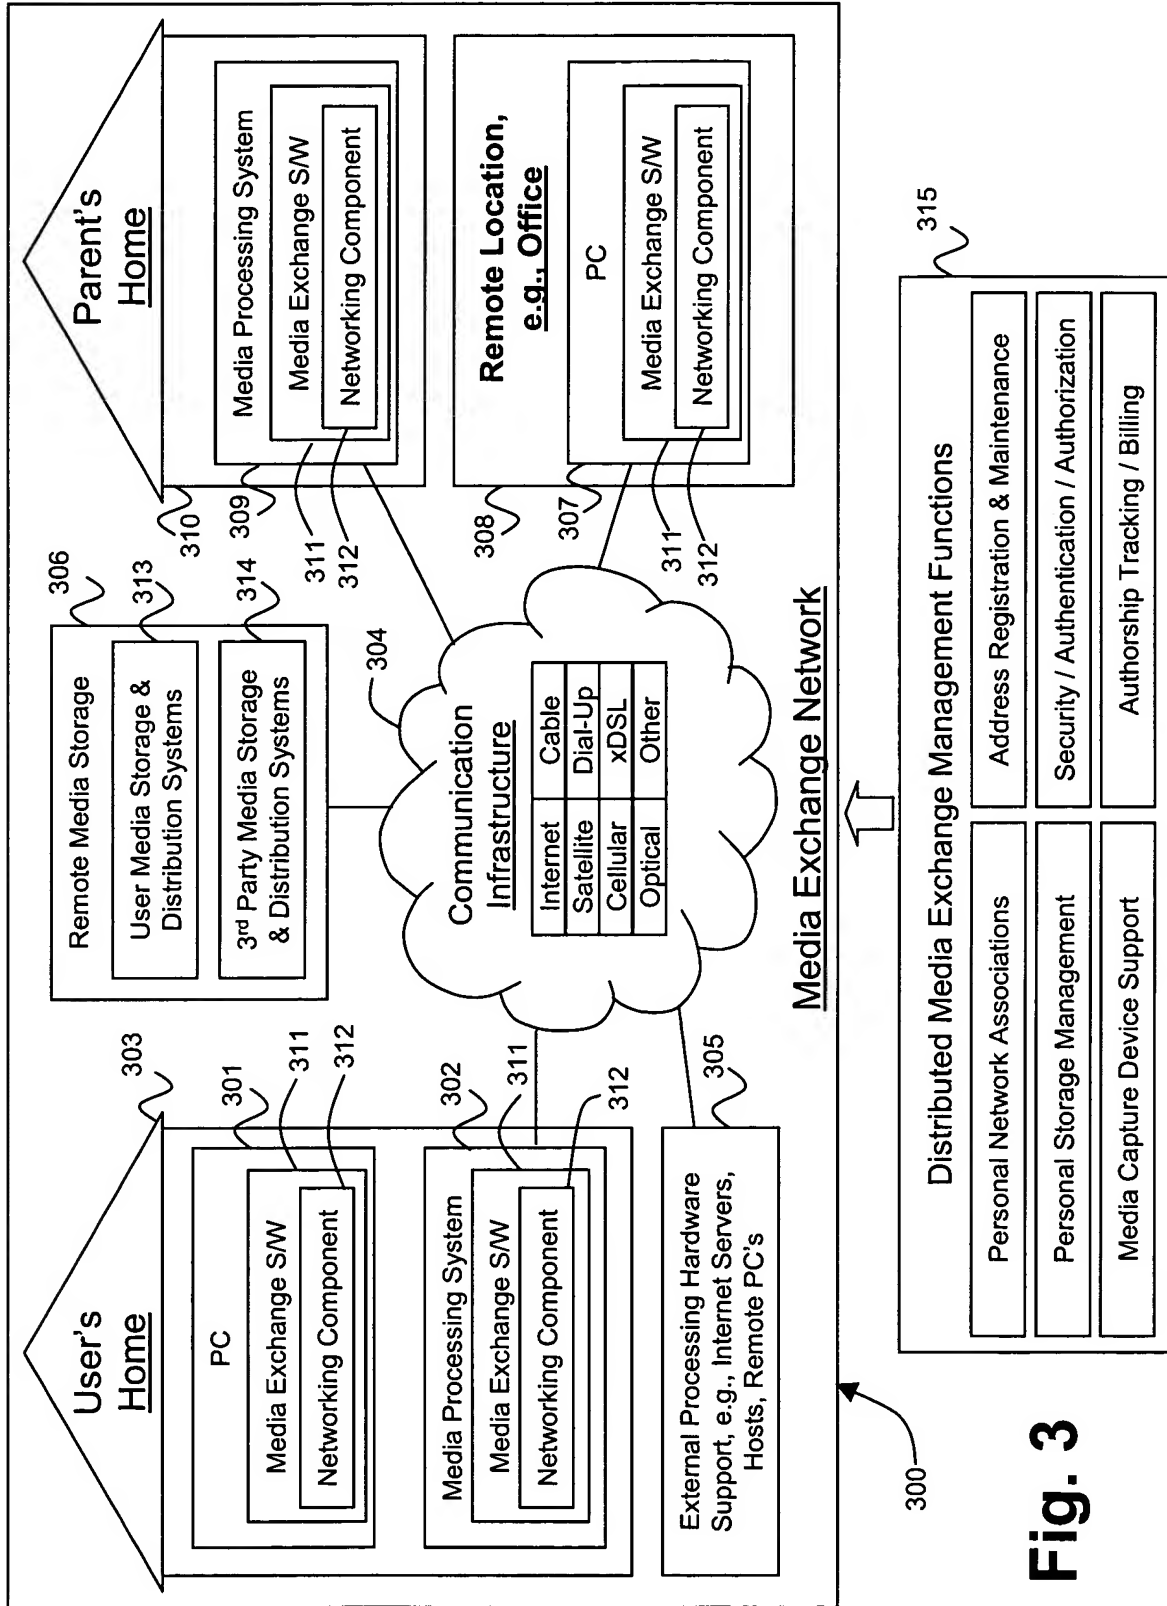 User's
Home
303
PC
301
Media Exchange S/W
311
Networking Component
312
Media Processing System
302
Media Exchange S/W
311
Networking Component
312
External Processing Hardware
Support, e.g., Internet Servers,
Hosts, Remote PC's
305
Remote Media Storage
306
User Media Storage &
Distribution Systems
313
3rd Party Media Storage
& Distribution Systems
314
304
Communication
Infrastructure
Internet Cable
Satellite Dial-Up
Cellular xDSL
Optical Other
Parent's
Home
310
Media Processing System
309
Media Exchange S/W
311
Networking Component
312
Remote Location,
e.g., Office
308
PC
307
Media Exchange S/W
311
Networking Component
312
Media Exchange Network
300
315
Distributed Media Exchange Management Functions
Personal Network Associations
Address Registration & Maintenance
Personal Storage Management
Security / Authentication / Authorization
Media Capture Device Support
Authorship Tracking / Billing
Fig. 3